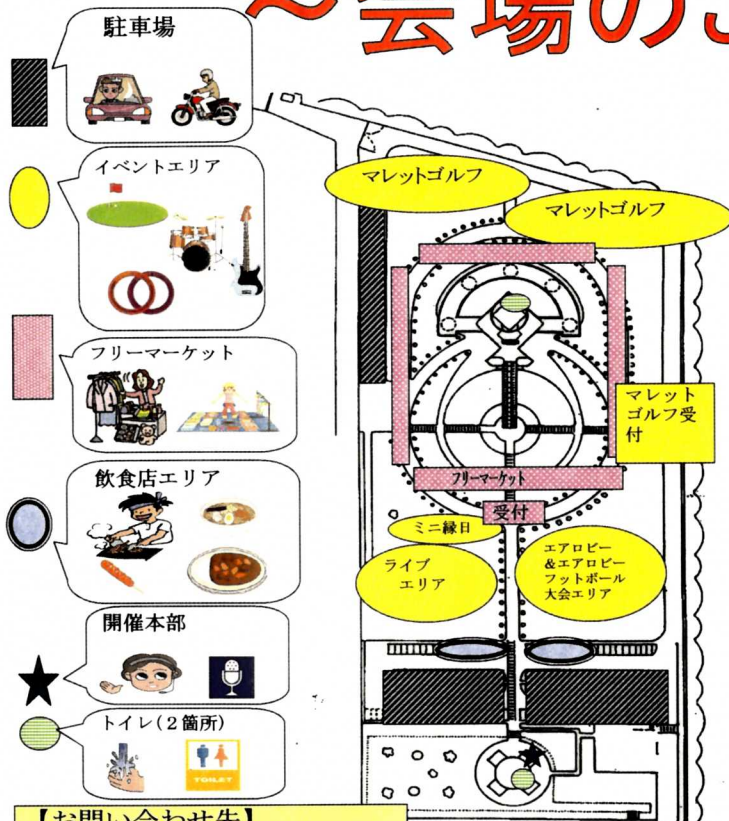 ～会場の
駐車場
イベントエリア
フリーマーケット
飲食店エリア
開催本部
トイレ(2箇所)
TOILET
【お問い合わせ先】
マレットゴルフ
マレットゴルフ
マレット
ゴルフ受
付
フリーマーケット
受付
ミニ縁日
ライブ
エリア
エアロビー
&エアロビー
フットボール
大会エリア